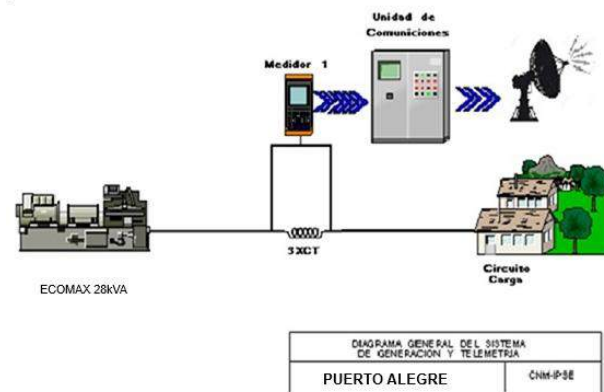 Unidad de
Comuniciones
Medidor 1
3XCT
ECOMAX 28kVA
Circuito
Carga
DIAGRAMA GENERAL DEL SISTEMA
DE GENERACION Y TELEMETRIA
PUERTO ALEGRE
CNM-IPSE